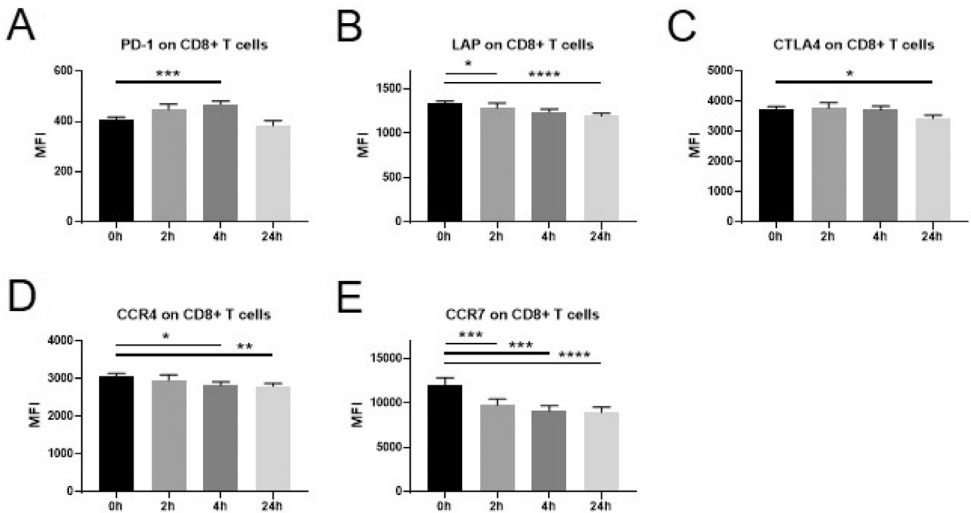 A
PD-1 on CD8+ T cells
***
600
400
200
0
MFI
0h 2h 4h 24h
B
LAP on CD8+ T cells
* ****
1500
1000
500
0
MFI
0h 2h 4h 24h
C
CTLA4 on CD8+ T cells
*
5000
4000
3000
2000
1000
0
MFI
0h 2h 4h 24h
D
CCR4 on CD8+ T cells
*
**
4000
3000
2000
1000
0
MFI
0h 2h 4h 24h
E
CCR7 on CD8+ T cells
***
***
****
15000
10000
5000
0
MFI
0h 2h 4h 24h